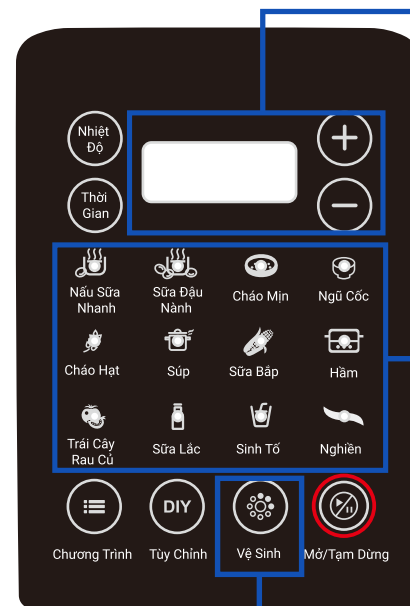 Nhiệt
Độ
Thời
Gian
Nấu Sữa
Nhanh
Sữa Đậu
Nành
Cháo Mịn
Ngũ Cốc
Cháo Hạt
Súp
Sữa Bắp
Hầm
Trái Cây
Rau Củ
Sữa Lắc
Sinh Tố
Nghiền
DIY
Chương Trình
Tùy Chỉnh
Vệ Sinh
Mở/Tạm Dừng